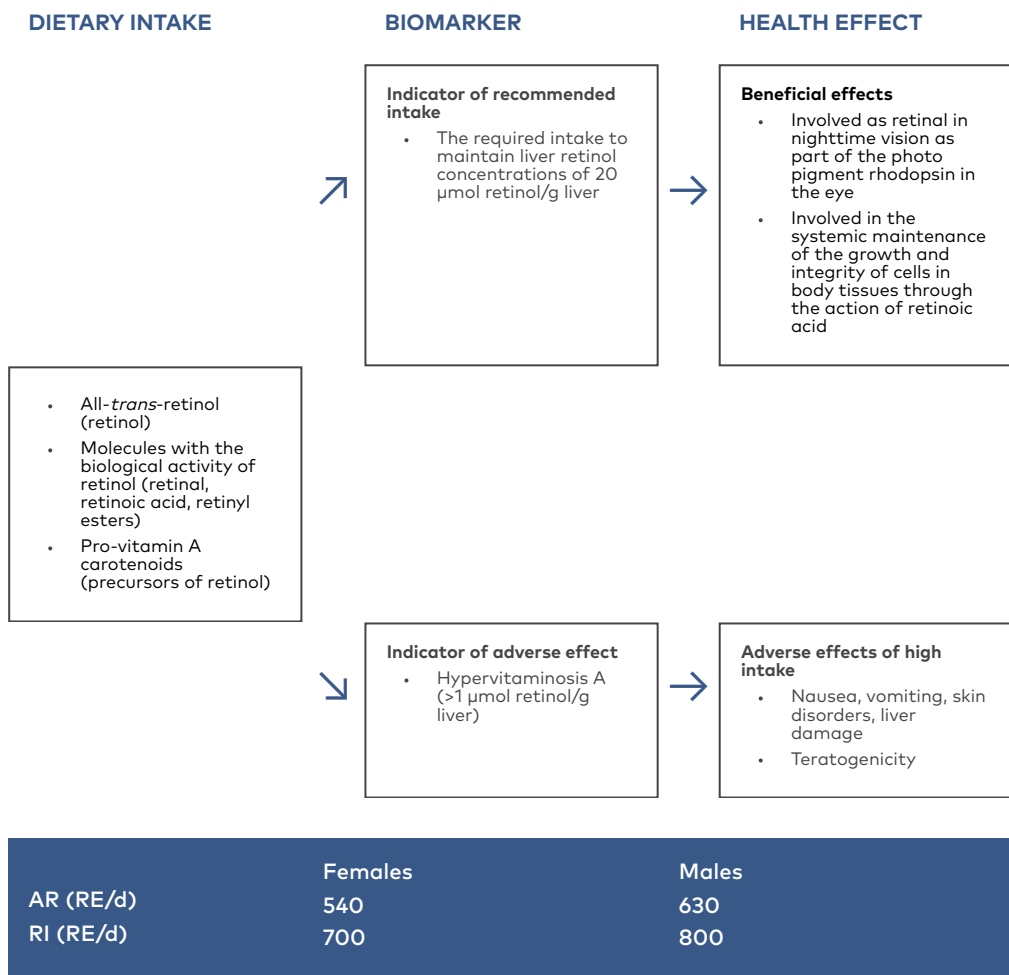 DIETARY INTAKE
BIOMARKER
HEALTH EFFECT
Indicator of recommended
intake
• The required intake to
maintain liver retinol
concentrations of 20
µmol retinol/g liver
Beneficial effects
• Involved as retinal in
nighttime vision as
part of the photo
pigment rhodopsin in
the eye
• Involved in the
systemic maintenance
of the growth and
integrity of cells in
body tissues through
the action of retinoic
acid
• All-trans-retinol
(retinol)
• Molecules with the
biological activity of
retinol (retinal,
retinoic acid, retinyl
esters)
• Pro-vitamin A
carotenoids
(precursors of retinol)
Indicator of adverse effect
• Hypervitaminosis A
(>1 µmol retinol/g
liver)
Adverse effects of high
intake
• Nausea, vomiting, skin
disorders, liver
damage
• Teratogenicity
Females Males
AR (RE/d) 540 630
RI (RE/d) 700 800